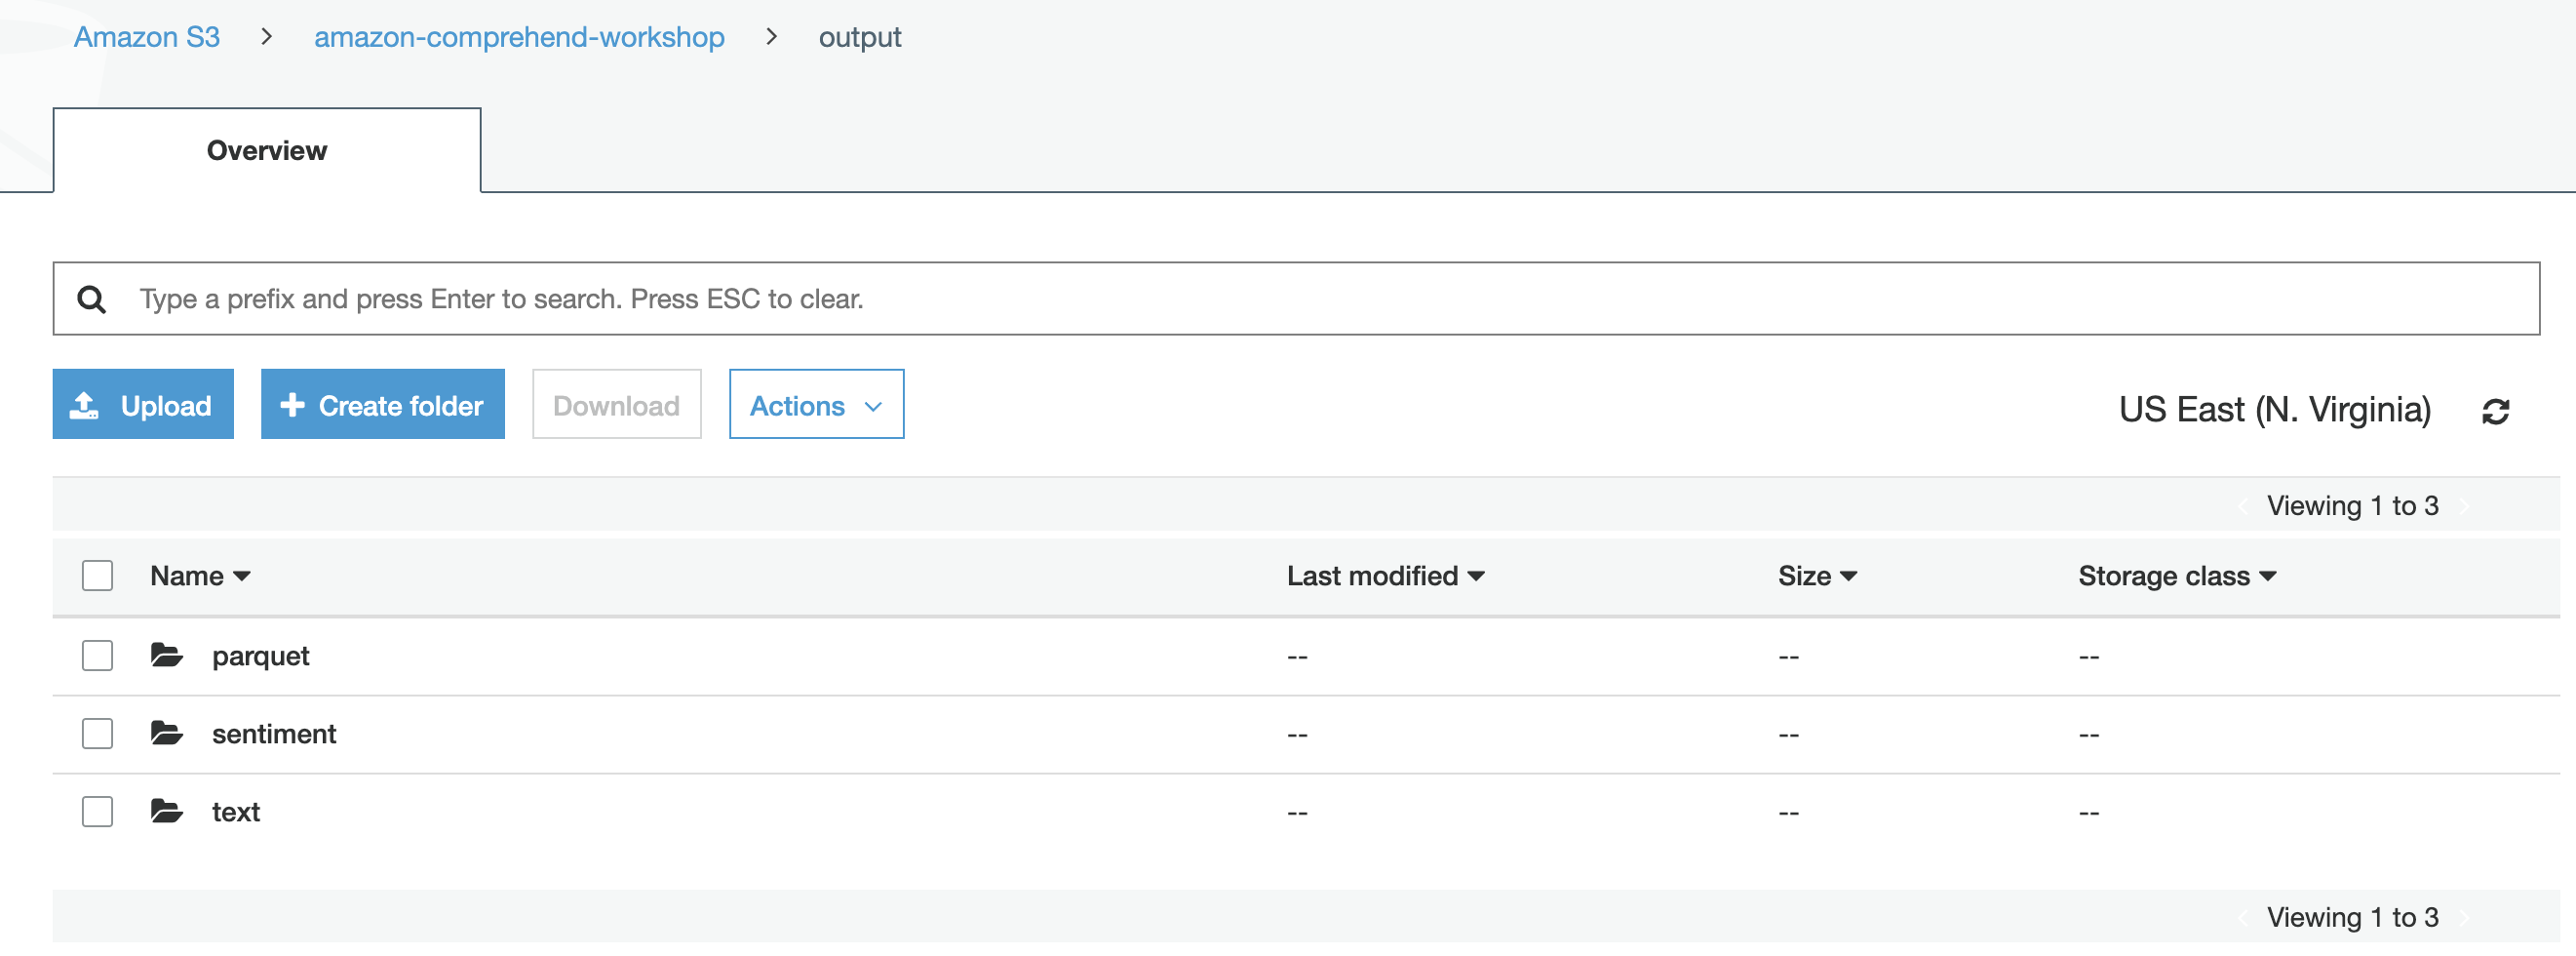 Amazon S3 > amazon-comprehend-workshop > output
Overview
Type a prefix and press Enter to search. Press ESC to clear.
Upload + Create folder Download Actions US East (N. Virginia)
Viewing 1 to 3
Name Last modified Size Storage class
parquet -- -- --
sentiment -- -- --
text -- -- --
Viewing 1 to 3